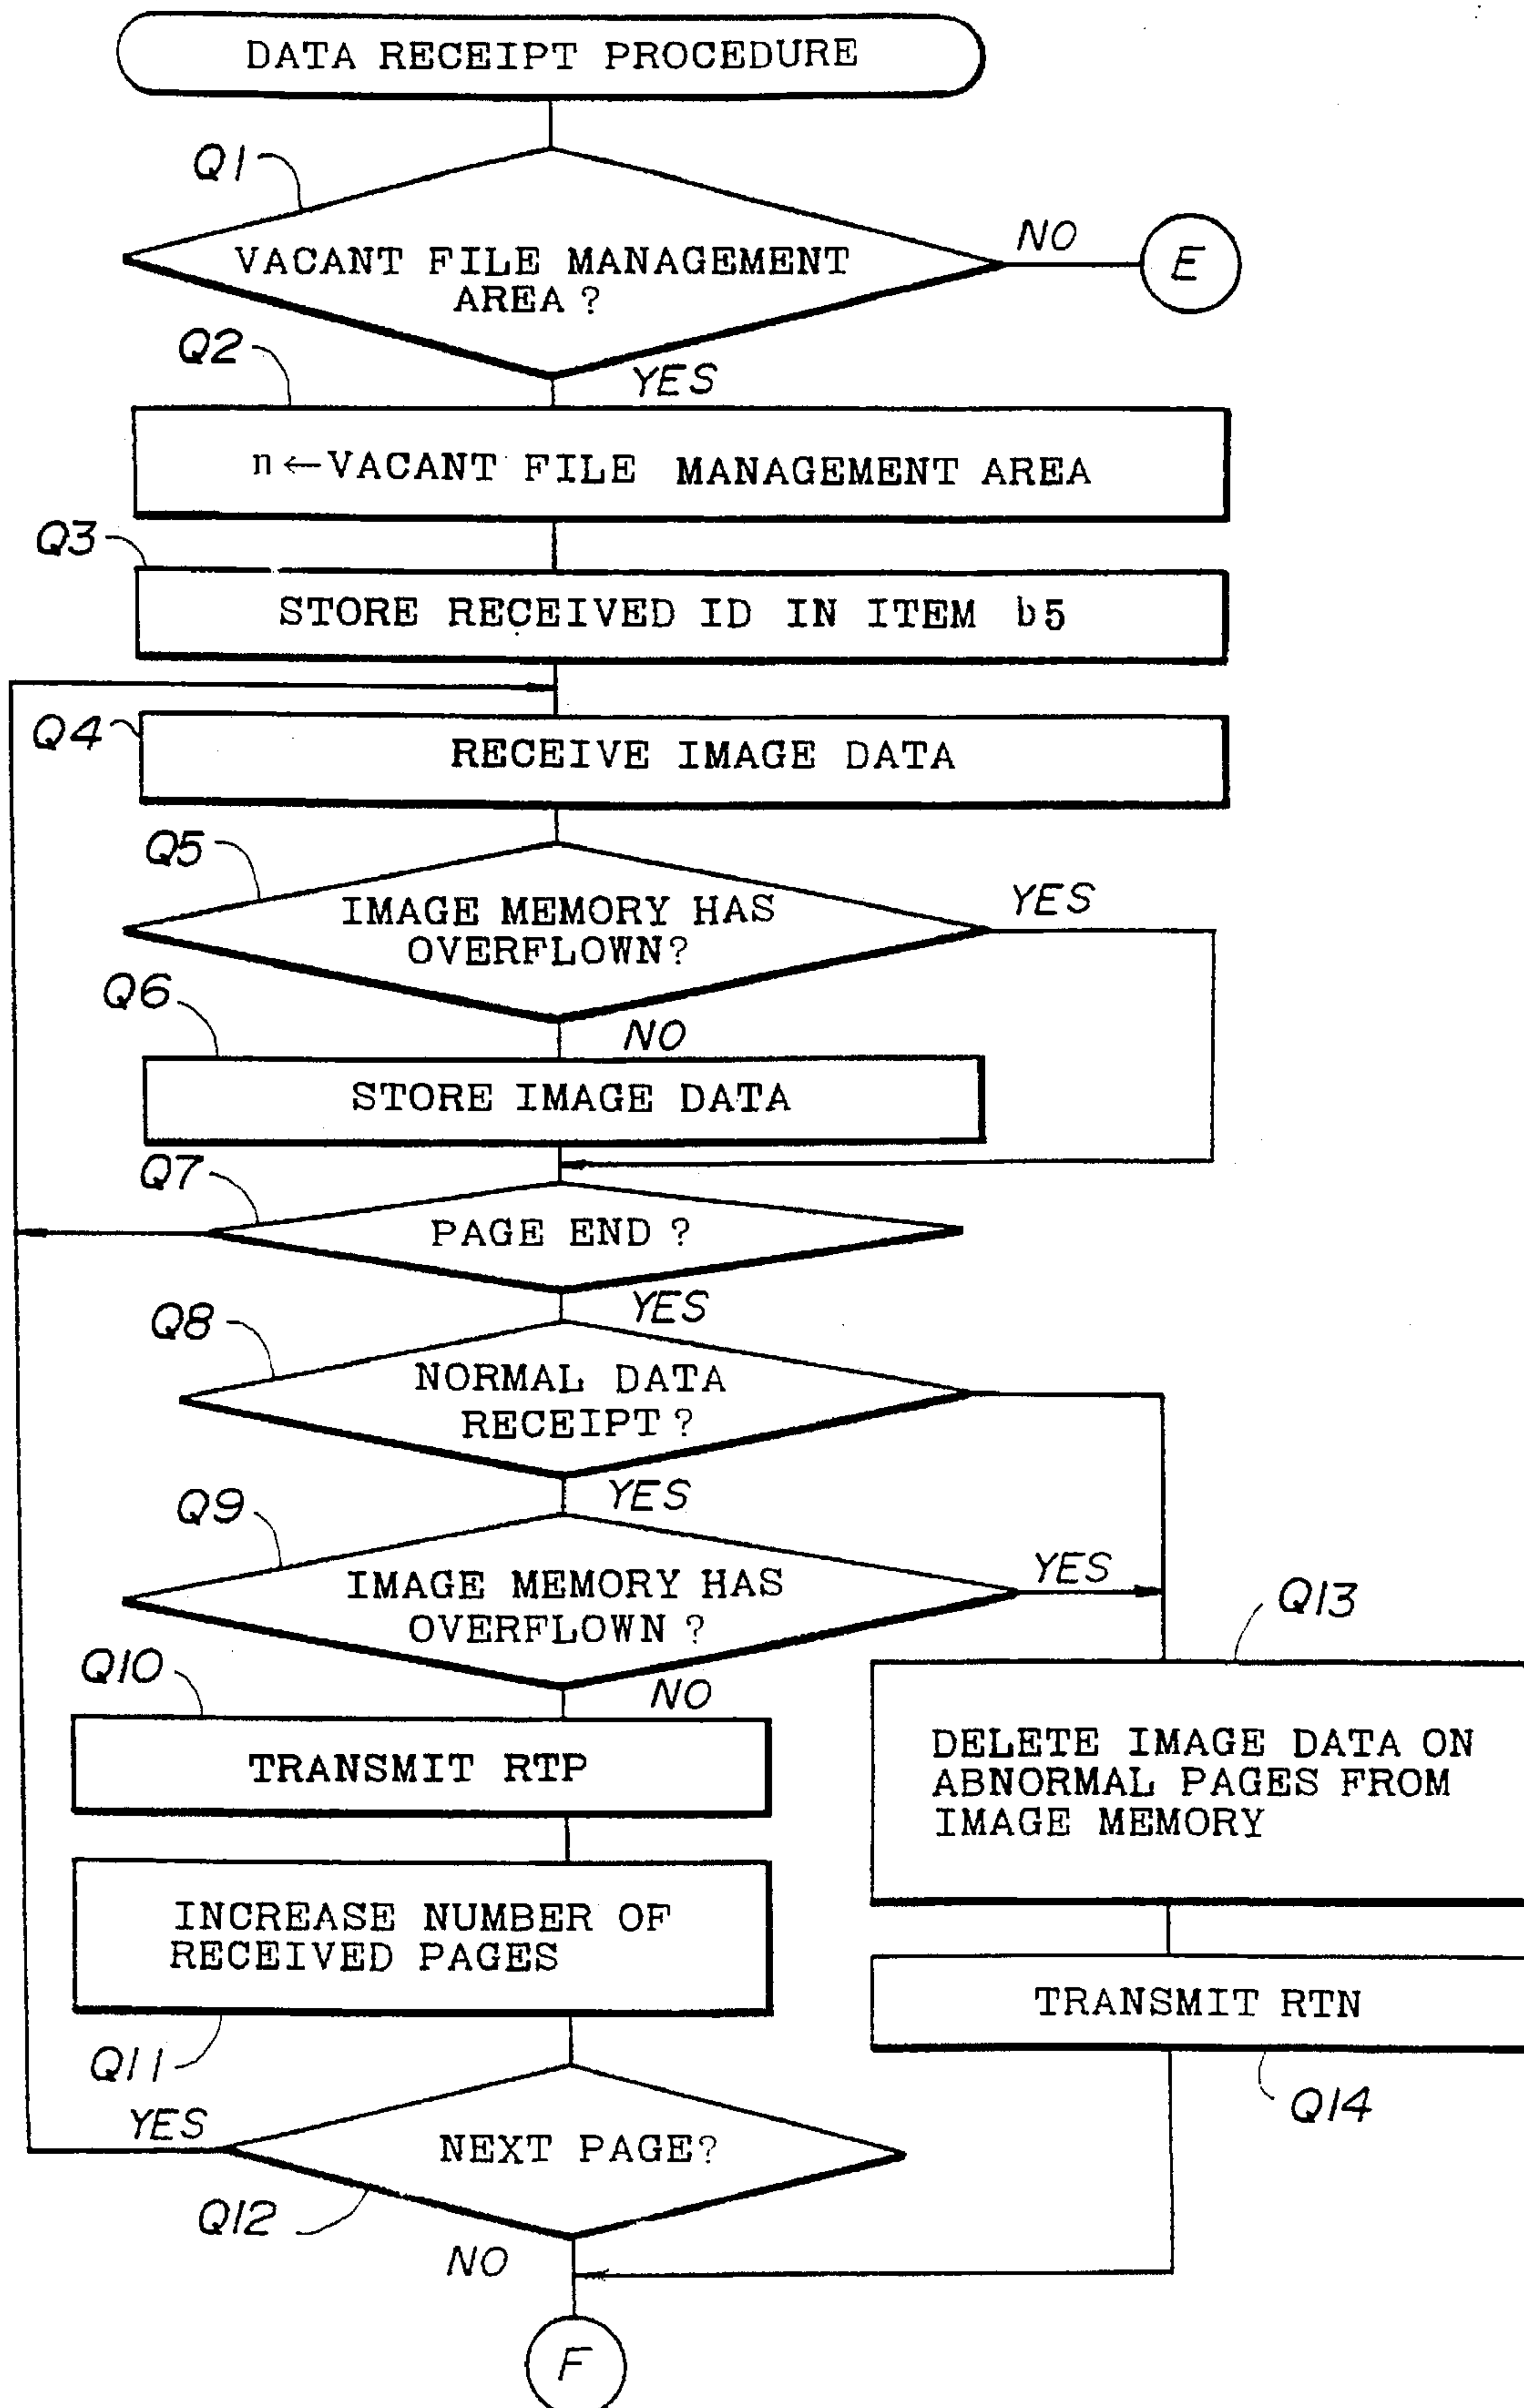 DATA RECEIPT PROCEDURE
Q1
VACANT FILE MANAGEMENT
AREA?
NO
E
Q2
YES
n←VACANT FILE MANAGEMENT AREA
Q3
STORE RECEIVED ID IN ITEM b5
Q4
RECEIVE IMAGE DATA
Q5
IMAGE MEMORY HAS
OVERFLOWN?
YES
Q6
NO
STORE IMAGE DATA
Q7
PAGE END?
YES
Q8
NORMAL DATA
RECEIPT?
YES
Q9
IMAGE MEMORY HAS
OVERFLOWN?
YES
Q10
NO
TRANSMIT RTP
INCREASE NUMBER OF
RECEIVED PAGES
Q11
Q13
DELETE IMAGE DATA ON
ABNORMAL PAGES FROM
IMAGE MEMORY
TRANSMIT RTN
Q14
YES
NEXT PAGE?
Q12
NO
F